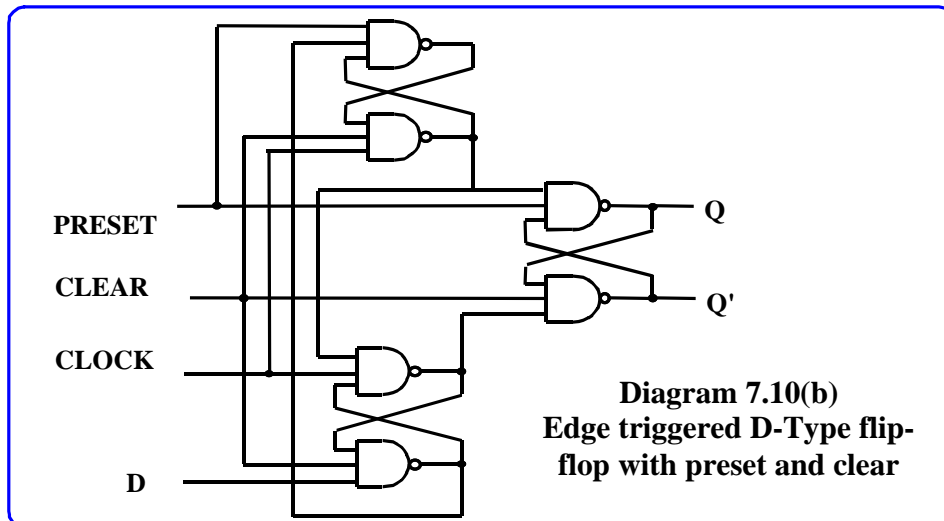 PRESET
CLEAR
CLOCK
D
Q
Q'
Diagram 7.10(b)
Edge triggered D-Type flip-
flop with preset and clear